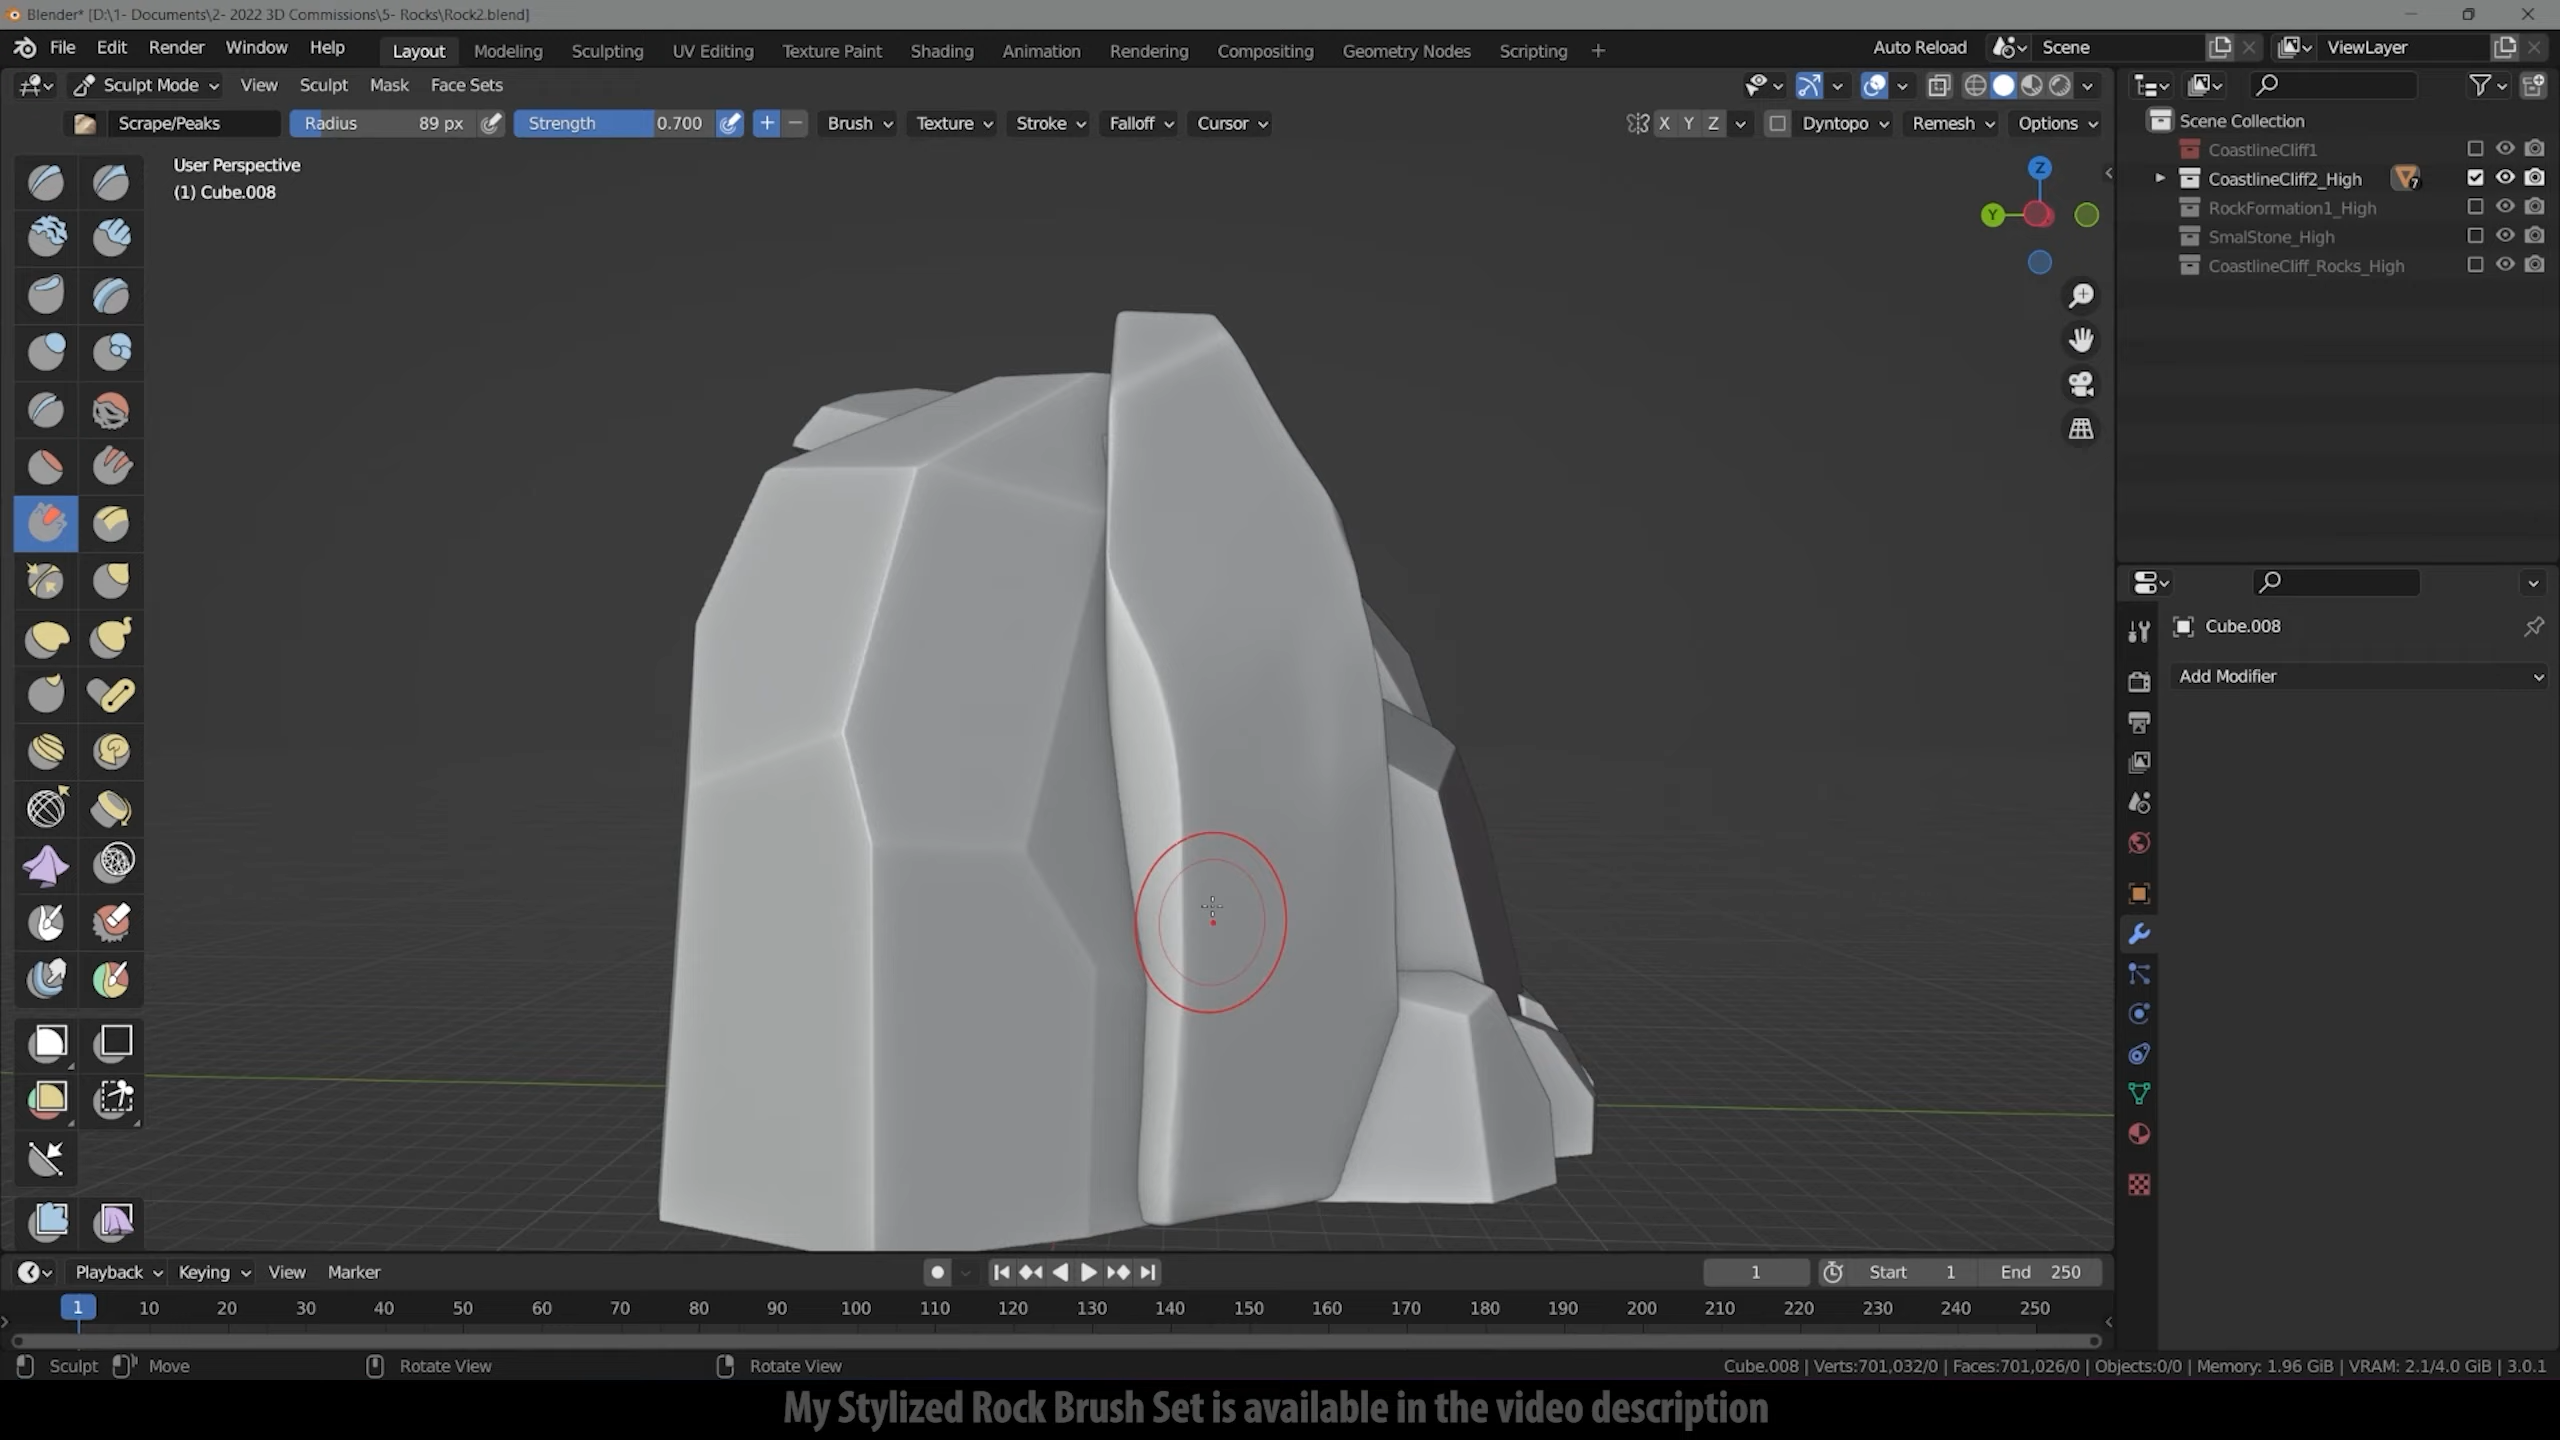 Blender* [D:\1- Documents\2- 2022 3D Commissions\5- Rocks\Rock2.blend]
File Edit Render Window Help Layout Modeling Sculpting UV Editing Texture Paint Shading Animation Rendering Compositing Geometry Nodes Scripting + Auto Reload Scene ViewLayer
Sculpt Mode View Sculpt Mask Face Sets
Scrape/Peaks Radius 89 px Strength 0.700 Brush Texture Stroke Falloff Cursor X Y Z Dyntopo Remesh Options
User Perspective
(1) Cube.008
Z
Y
Scene Collection
CoastlineCliff1
CoastlineCliff2_High 7
RockFormation1_High
SmalStone_High
CoastlineCliff_Rocks_High
Cube.008
Add Modifier
Playback Keying View Marker 1 Start 1 End 250
1 10 20 30 40 50 60 70 80 90 100 110 120 130 140 150 160 170 180 190 200 210 220 230 240 250
Sculpt Move Rotate View Rotate View Cube.008 | Verts:701,032/0 | Faces:701,026/0 | Objects:0/0 | Memory: 1.96 GiB | VRAM: 2.1/4.0 GiB | 3.0.1
My Stylized Rock Brush Set is available in the video description